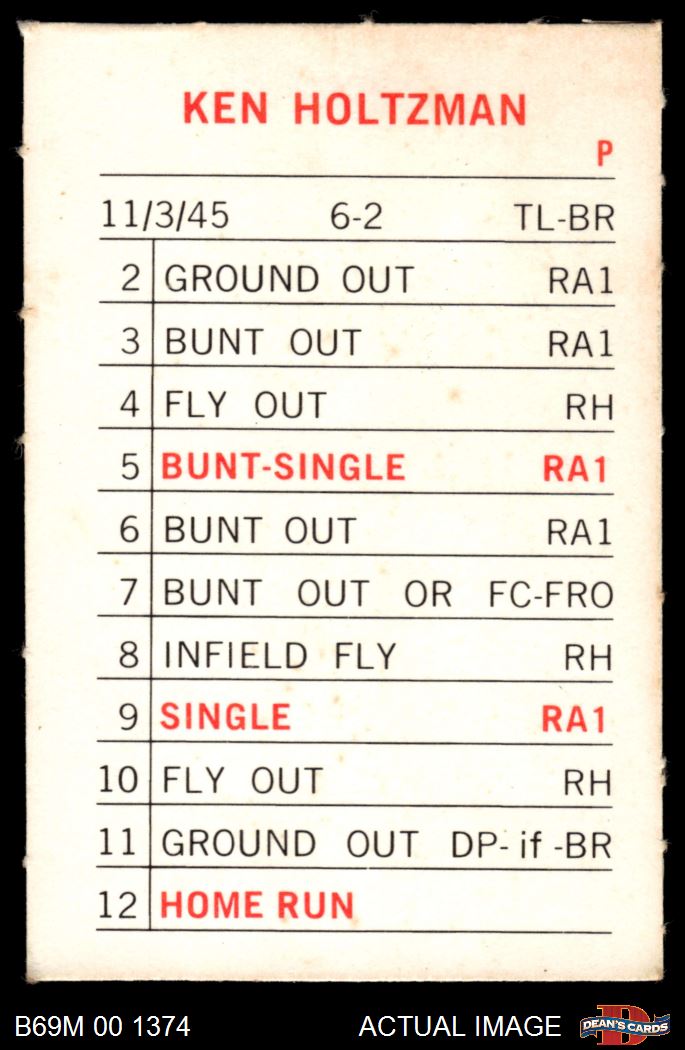 KEN HOLTZMAN
P
11/3/45 6-2 TL-BR
2 GROUND OUT RA1
3 BUNT OUT RA1
4 FLY OUT RH
5 BUNT-SINGLE RA1
6 BUNT OUT RA1
7 BUNT OUT OR FC-FRO
8 INFIELD FLY RH
9 SINGLE RA1
10 FLY OUT RH
11 GROUND OUT DP-if-BR
12 HOME RUN
B69M 00 1374 ACTUAL IMAGE DEAN'S CARDS